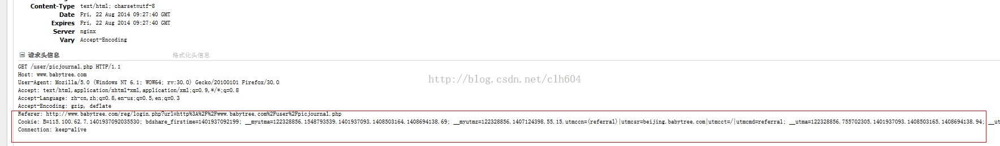 Content-Type text/html; charset=utf-8
Date Fri, 22 Aug 2014 09:27:40 GMT
Expires Fri, 22 Aug 2014 09:27:40 GMT
Server nginx
Vary Accept-Encoding
请求头信息 格式化头信息
GET /user/picjournal.php HTTP/1.1
Host: www.babytree.com
http://blog.csdn.net/clh604
User-Agent: Mozilla/5.0 (Windows NT 6.1; WOW64; rv:30.0) Gecko/20100101 Firefox/30.0
Accept: text/html,application/xhtml+xml,application/xml;q=0.9,*/*;q=0.8
Accept-Language: zh-cn,zh;q=0.8,en-us;q=0.5,en;q=0.3
Accept-Encoding: gzip, deflate
Referer: http://www.babytree.com/reg/login.php?url=http%3A%2F%2Fwww.babytree.com%2Fuser%2Fpicjournal.php
Cookie: B=115.100.62.7.1401937092035530; bdshare_firstime=1401937092199; __myutma=122328856.1548793539.1401937093.1408503164.1408694138.69; __myutmz=122328856.1407124398.55.15.utmccn=(referral)|utmcsr=beijing.babytree.com|utmcct=/|utmcmd=referral; __utma=122328856.755702305.1401937093.1408503165.1408694138.94; __ut
Connection: keep-alive